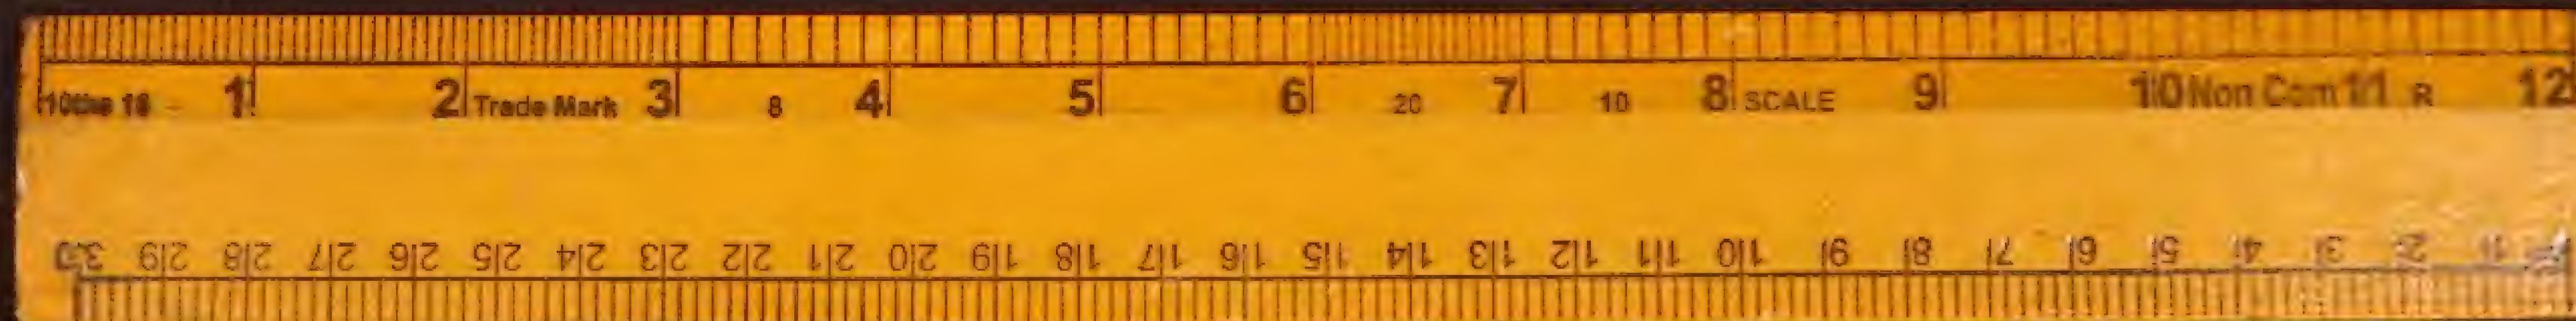 10ths 16 1 2 Trade Mark 3 8 4 5 6 20 7 10 8 SCALE 9 10 Non Com 11 R 12
30 29 28 27 26 25 24 23 22 21 20 19 18 17 16 15 14 13 12 11 10 9 8 7 6 5 4 3 2 1